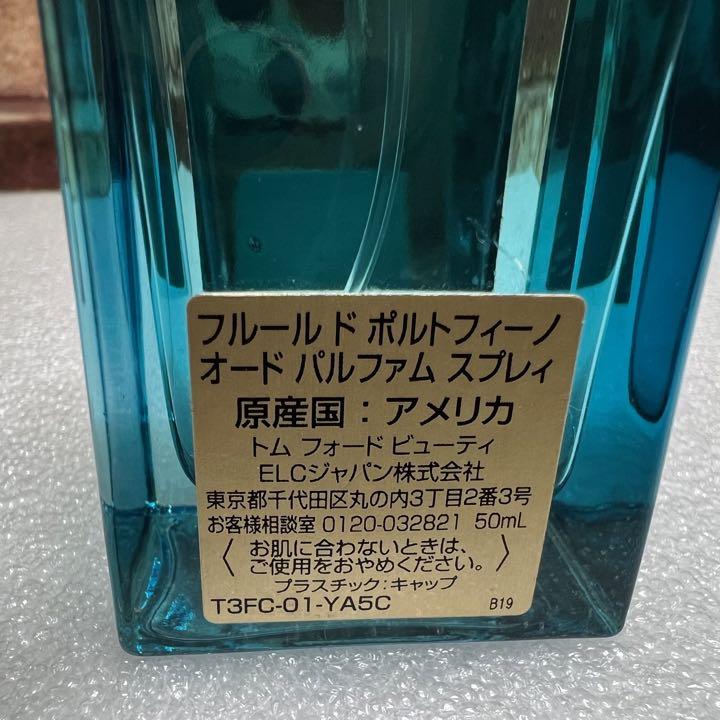 フルール ド ポルトフィーノ
オード パルファム スプレィ
原産国：アメリカ
トム フォード ビューティ
ELCジャパン株式会社
東京都千代田区丸の内3丁目2番3号
お客様相談室 0120-032821 50mL
〈 お肌に合わないときは、
ご使用をおやめください。 〉
プラスチック：キャップ
T3FC-01-YA5C B19